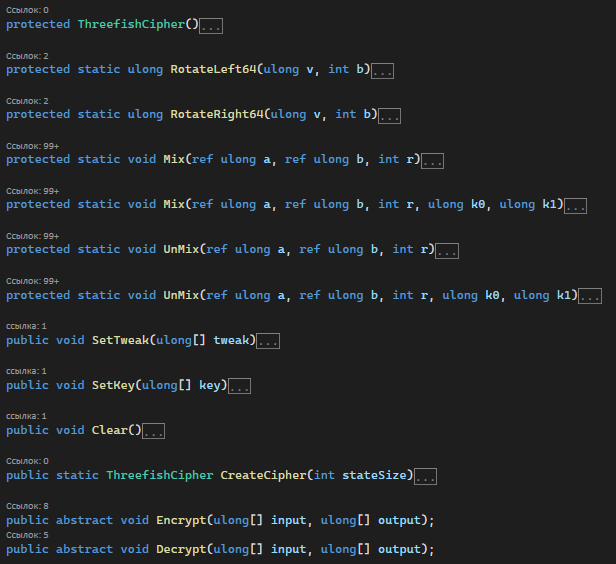 Ссылок: 0
protected ThreefishCipher()...
Ссылок: 2
protected static ulong RotateLeft64(ulong v, int b)...
Ссылок: 2
protected static ulong RotateRight64(ulong v, int b)...
Ссылок: 99+
protected static void Mix(ref ulong a, ref ulong b, int r)...
Ссылок: 99+
protected static void Mix(ref ulong a, ref ulong b, int r, ulong k0, ulong k1)...
Ссылок: 99+
protected static void UnMix(ref ulong a, ref ulong b, int r)...
Ссылок: 99+
protected static void UnMix(ref ulong a, ref ulong b, int r, ulong k0, ulong k1)...
ссылка: 1
public void SetTweak(ulong[] tweak)...
ссылка: 1
public void SetKey(ulong[] key)...
ссылка: 1
public void Clear()...
Ссылок: 0
public static ThreefishCipher CreateCipher(int stateSize)...
Ссылок: 8
public abstract void Encrypt(ulong[] input, ulong[] output);
Ссылок: 5
public abstract void Decrypt(ulong[] input, ulong[] output);